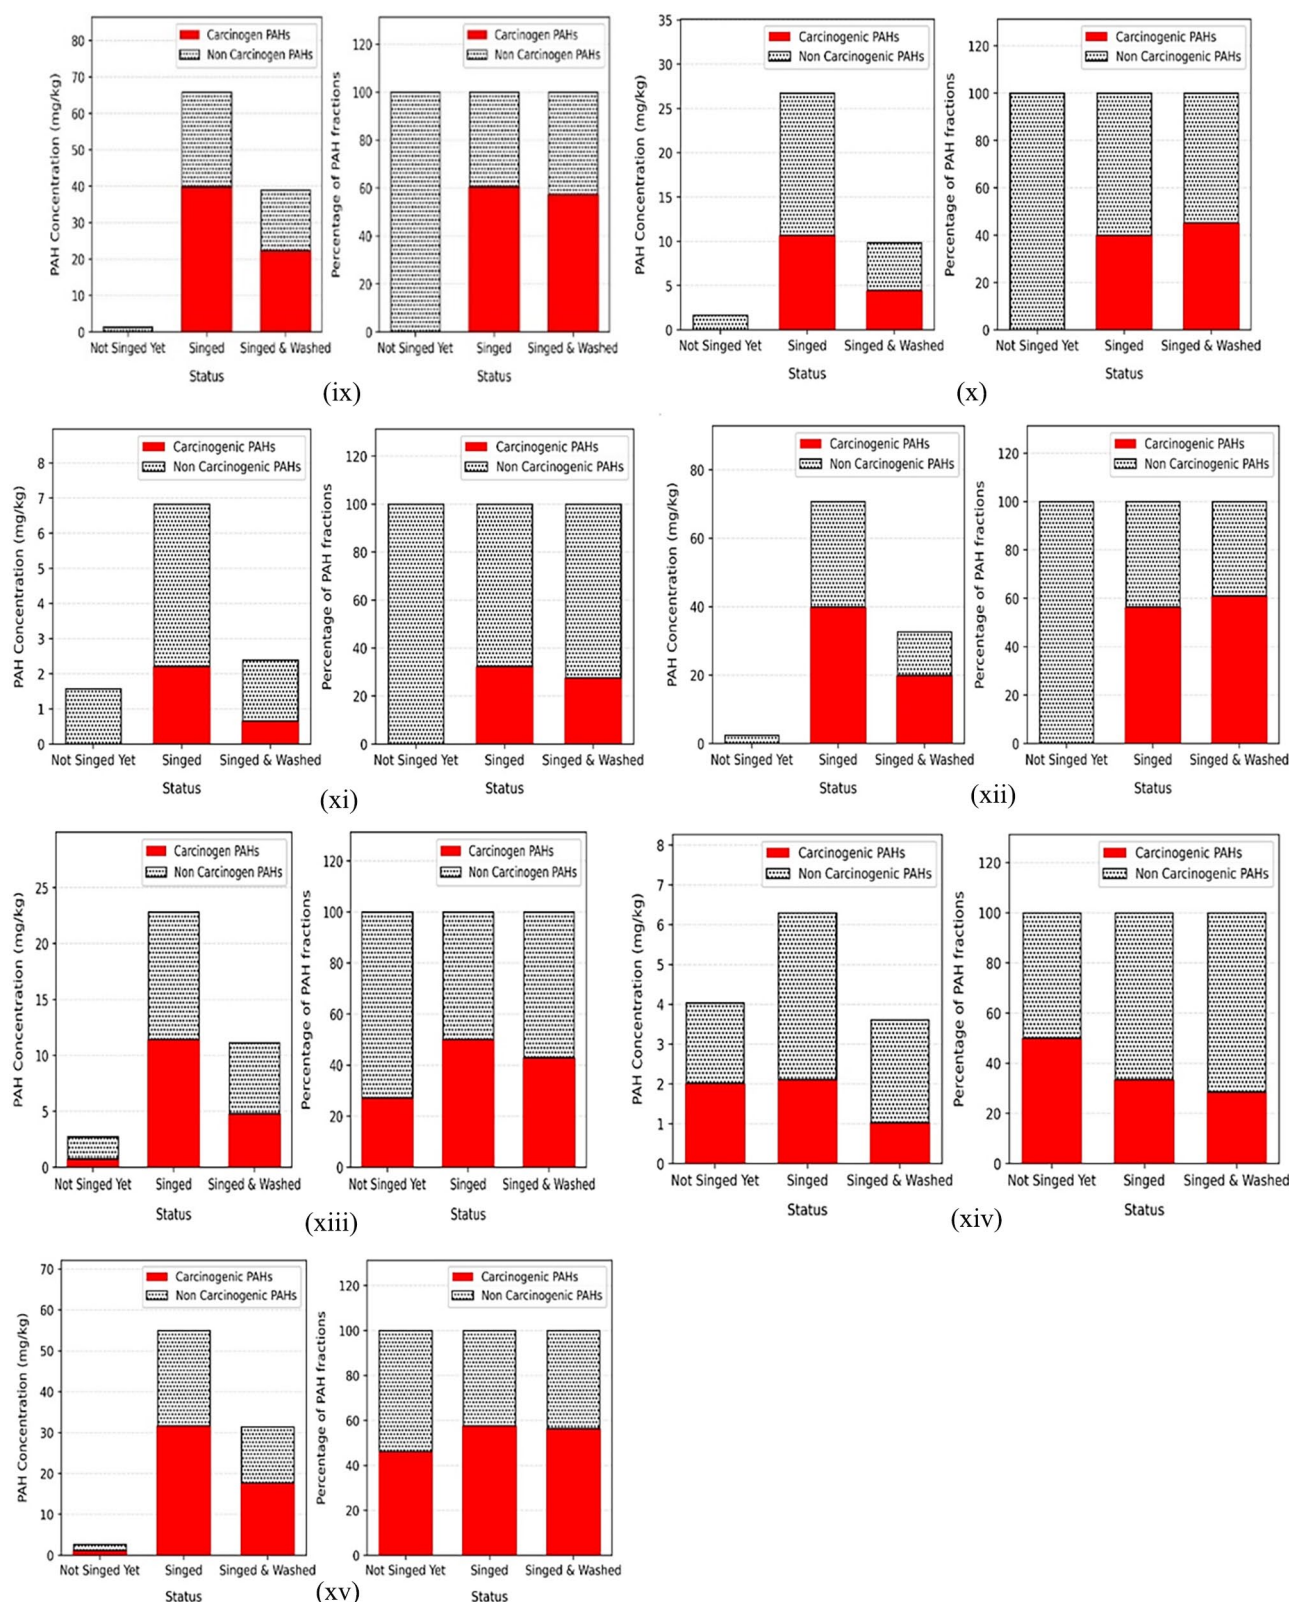 PAH Concentration (mg/kg)
80
70
60
50
40
30
20
10
0
Carcinogen PAHs
Non Carcinogen PAHs
Not Singed Yet Singed Singed & Washed
Status
Percentage of PAH fractions
120
100
80
60
40
20
0
Carcinogen PAHs
Non Carcinogen PAHs
Not Singed Yet Singed Singed & Washed
Status
(ix)
PAH Concentration (mg/kg)
35
30
25
20
15
10
5
0
Carcinogenic PAHs
Non Carcinogenic PAHs
Not Singed Yet Singed Singed & Washed
Status
Percentage of PAH fractions
120
100
80
60
40
20
0
Carcinogenic PAHs
Non Carcinogenic PAHs
Not Singed Yet Singed Singed & Washed
Status
(x)
PAH Concentration (mg/kg)
8
7
6
5
4
3
2
1
0
Carcinogenic PAHs
Non Carcinogenic PAHs
Not Singed Yet Singed Singed & Washed
Status
Percentage of PAH fractions
120
100
80
60
40
20
0
Carcinogenic PAHs
Non Carcinogenic PAHs
Not Singed Yet Singed Singed & Washed
Status
(xi)
PAH Concentration (mg/kg)
80
60
40
20
0
Carcinogenic PAHs
Non Carcinogenic PAHs
Not Singed Yet Singed Singed & Washed
Status
Percentage of PAH fractions
120
100
80
60
40
20
0
Carcinogenic PAHs
Non Carcinogenic PAHs
Not Singed Yet Singed Singed & Washed
Status
(xii)
PAH Concentration (mg/kg)
25
20
15
10
5
0
Carcinogen PAHs
Non Carcinogen PAHs
Not Singed Yet Singed Singed & Washed
Status
Percentage of PAH fractions
120
100
80
60
40
20
0
Carcinogen PAHs
Non Carcinogen PAHs
Not Singed Yet Singed Singed & Washed
Status
(xiii)
PAH Concentration (mg/kg)
8
7
6
5
4
3
2
1
0
Carcinogenic PAHs
Non Carcinogenic PAHs
Not Singed Yet Singed Singed & Washed
Status
Percentage of PAH fractions
120
100
80
60
40
20
0
Carcinogenic PAHs
Non Carcinogenic PAHs
Not Singed Yet Singed Singed & Washed
Status
(xiv)
PAH Concentration (mg/kg)
70
60
50
40
30
20
10
0
Carcinogenic PAHs
Non Carcinogenic PAHs
Not Singed Yet Singed Singed & Washed
Status
Percentage of PAH fractions
120
100
80
60
40
20
0
Carcinogenic PAHs
Non Carcinogenic PAHs
Not Singed Yet Singed Singed & Washed
Status
(xv)